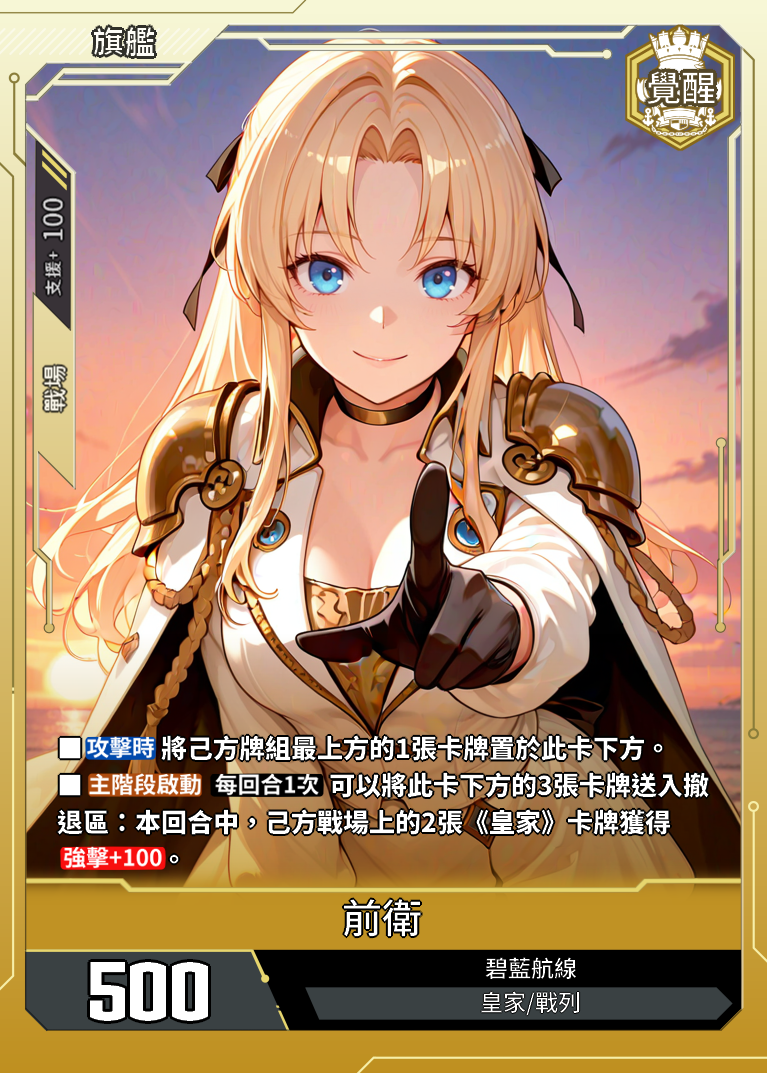 旗艦
覺醒
支援+ 100
戰場
■ 攻擊時 將己方牌組最上方的1張卡牌置於此卡下方。
■ 主階段啟動 每回合1次 可以將此卡下方的3張卡牌送入撤
退區：本回合中，己方戰場上的2張《皇家》卡牌獲得
強擊+100。
前衛
500
碧藍航線
皇家/戰列